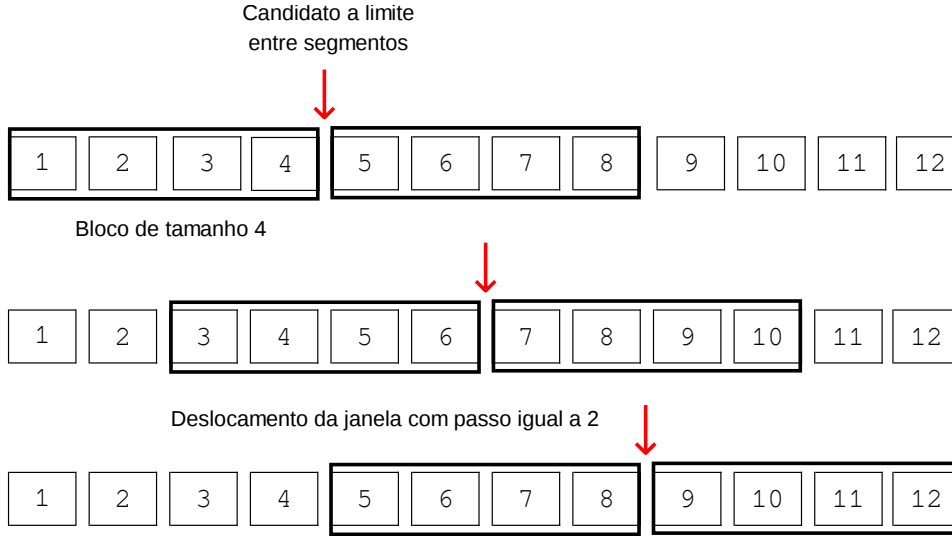 Candidato a limite
entre segmentos
1 2 3 4 5 6 7 8 9 10 11 12
Bloco de tamanho 4
1 2 3 4 5 6 7 8 9 10 11 12
Deslocamento da janela com passo igual a 2
1 2 3 4 5 6 7 8 9 10 11 12